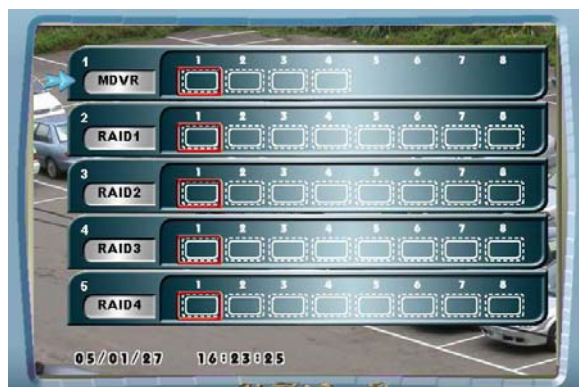 1 1 2 3 4 5 6 7 8
MDVR
2 1 2 3 4 5 6 7 8
RAID1
3 1 2 3 4 5 6 7 8
RAID2
4 1 2 3 4 5 6 7 8
RAID3
5 1 2 3 4 5 6 7 8
RAID4
05/01/27 16:23:25